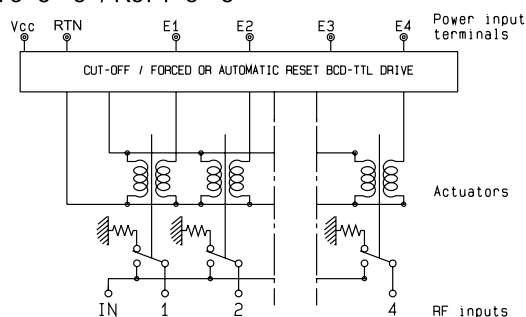 Vcc RTN E1 E2 E3 E4 Power input
terminals
CUT-OFF / FORCED OR AUTOMATIC RESET BCD-TTL DRIVE
Actuators
IN 1 2 4 RF inputs